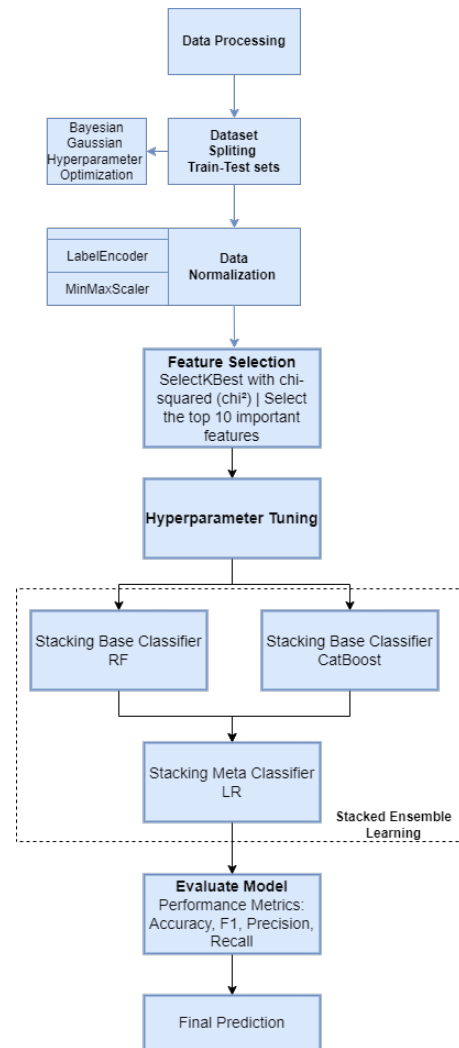 Data Processing
Bayesian
Gaussian
Hyperparameter
Optimization
Dataset
Spliting
Train-Test sets
LabelEncoder
MinMaxScaler
Data
Normalization
Feature Selection
SelectKBest with chi-
squared (chi²) | Select
the top 10 important
features
Hyperparameter Tuning
Stacking Base Classifier
RF
Stacking Base Classifier
CatBoost
Stacking Meta Classifier
LR
Stacked Ensemble
Learning
Evaluate Model
Performance Metrics:
Accuracy, F1, Precision,
Recall
Final Prediction